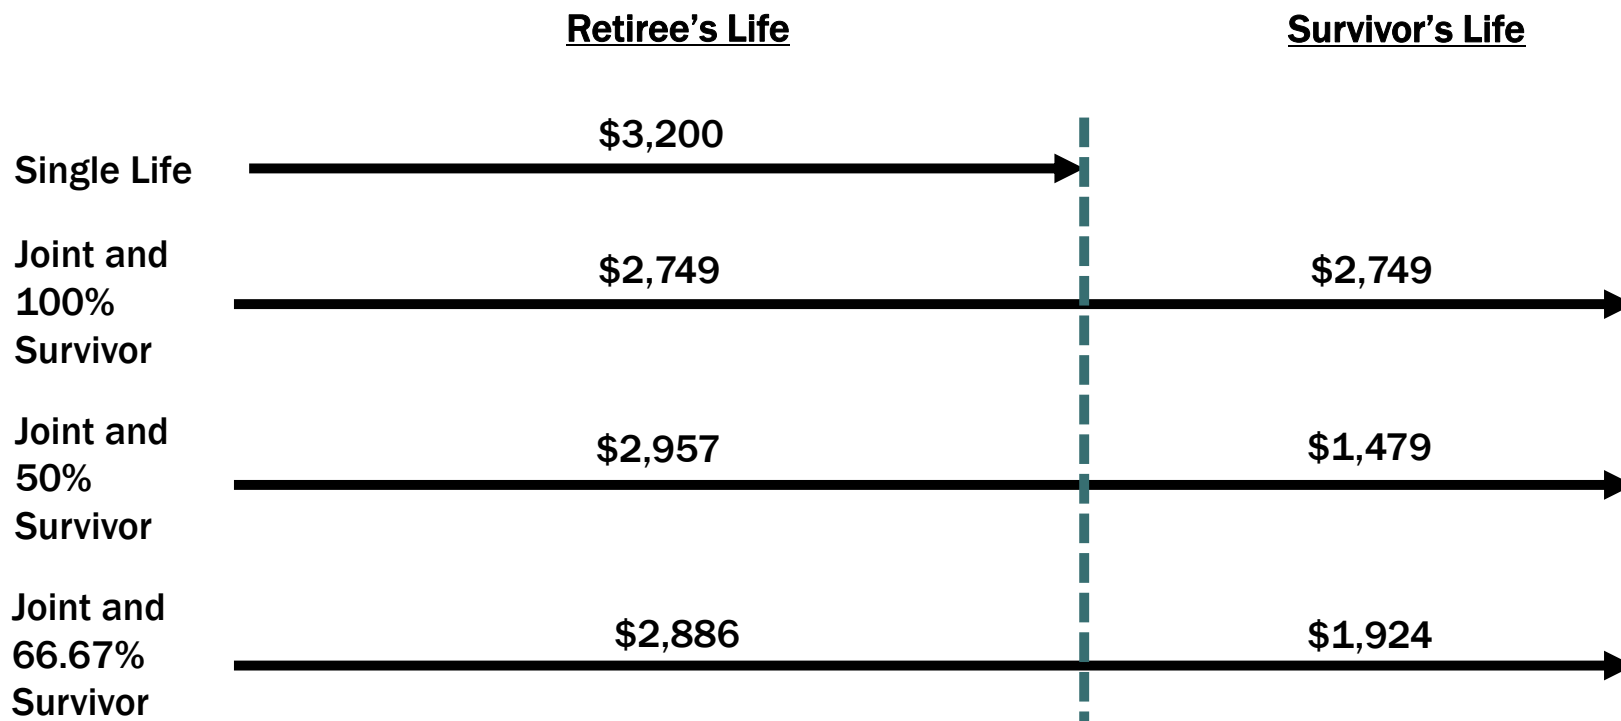 Retiree’s Life
Survivor’s Life
$3,200
Single Life
Joint and
100%
Survivor
$2,749
$2,749
Joint and
50%
Survivor
$2,957
$1,479
Joint and
66.67%
Survivor
$2,886
$1,924